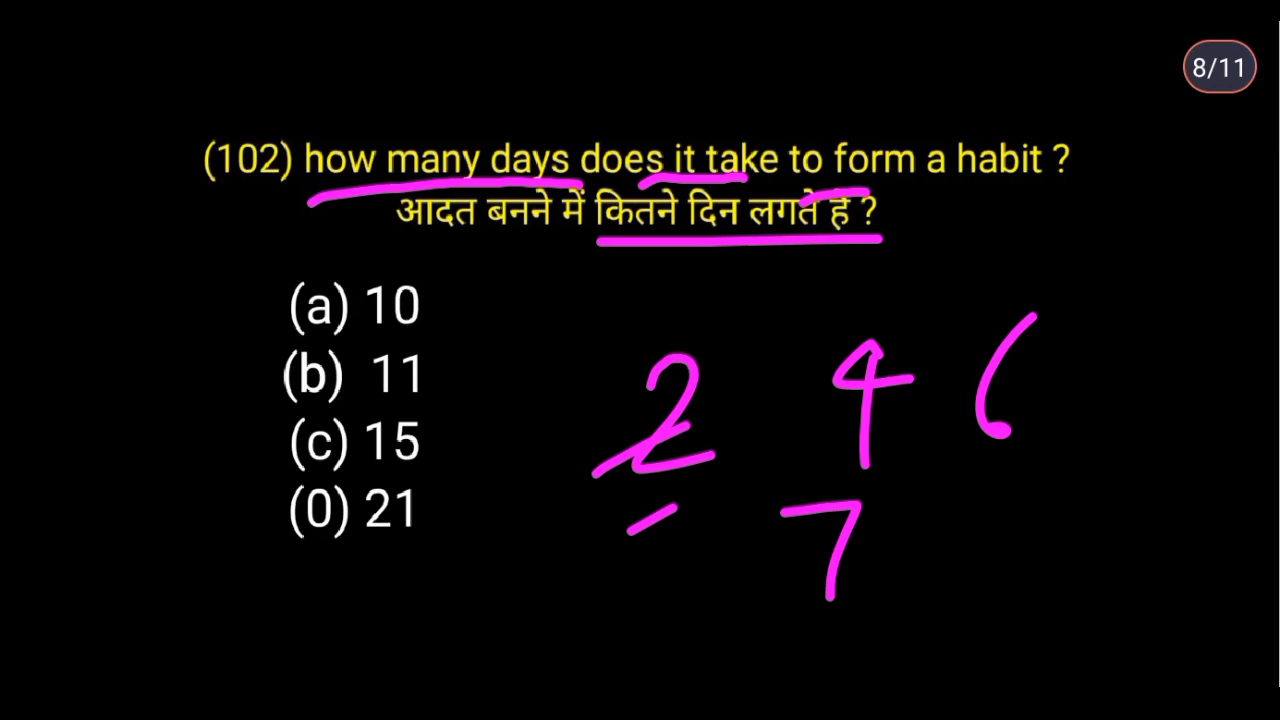 8/11
(102) how many days does it take to form a habit ?
आदत बनने में कितने दिन लगते हैं ?
(a) 10
(b) 11
(c) 15
(0) 21
2 4
7